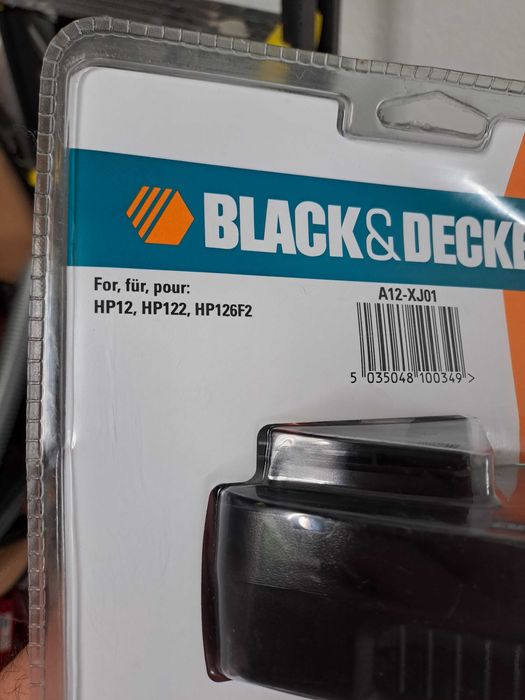 BLACK&DECKE
For, für, pour:
HP12, HP122, HP126F2
A12-XJ01
5 035048 100349 >